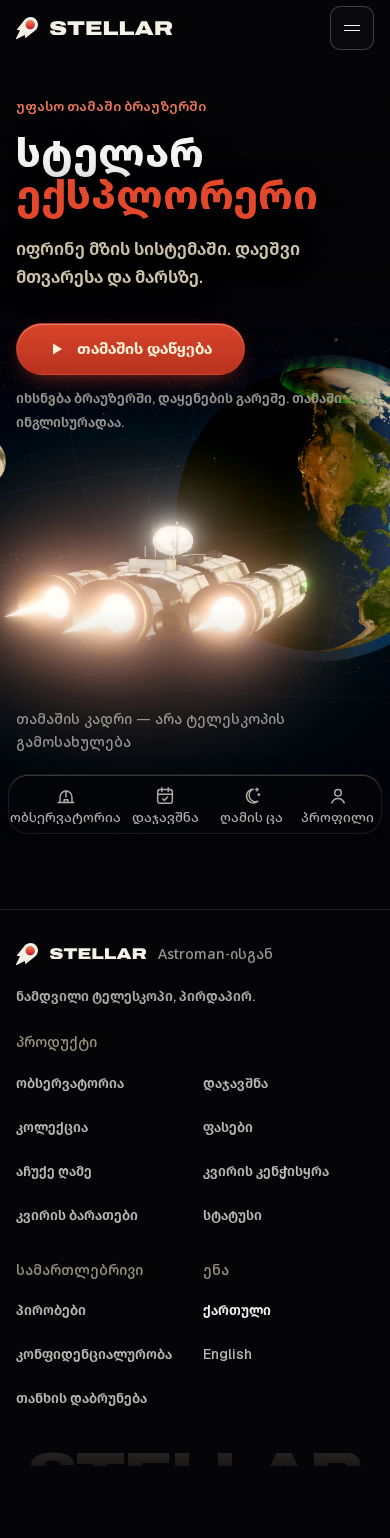 STELLAR
უფასო თამაში ბრაუზერში
სტელარ
ექსპლორერი
იფრინე მზის სისტემაში. დაეშვი
მთვარესა და მარსზე.
თამაშის დაწყება
იხსნება ბრაუზერში, დაყენების გარეშე. თამაში
ინგლისურადაა.
თამაშის კადრი — არა ტელესკოპის
გამოსახულება
ობსერვატორია დაჯავშნა ღამის ცა პროფილი
STELLAR Astroman-ისგან
ნამდვილი ტელესკოპი, პირდაპირ.
პროდუქტი
ობსერვატორია დაჯავშნა
კოლექცია ფასები
აჩუქე ღამე კვირის კენჭისყრა
კვირის ბარათები სტატუსი
სამართლებრივი ენა
პირობები ქართული
კონფიდენციალურობა English
თანხის დაბრუნება
STELLAR